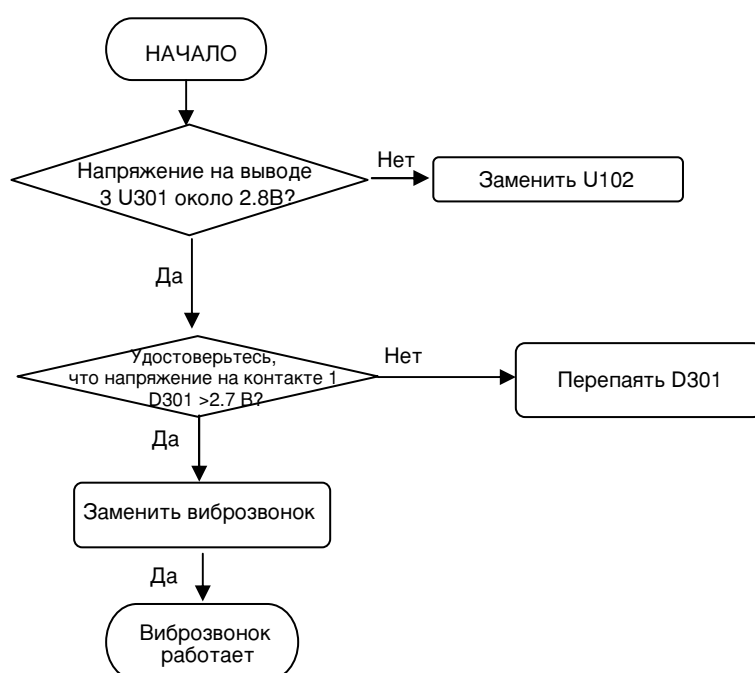 НАЧАЛО
Напряжение на выводе
3 U301 около 2.8В?
Нет
Заменить U102
Да
Удостоверьтесь,
что напряжение на контакте 1
D301 >2.7 В?
Нет
Перепаять D301
Да
Заменить виброзвонок
Да
Виброзвонок
работает